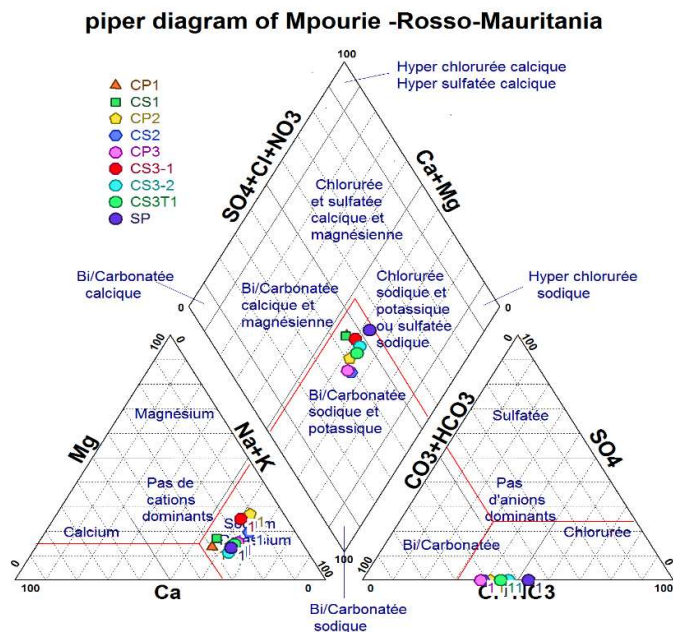 piper diagram of Mpourie -Rosso-Mauritania
100
Hyper chlorurée calcique
Hyper sulfatée calcique
CP1
CS1
CP2
CS2
CP3
CS3-1
CS3-2
CS3T1
SP
SO4+Cl+NO3
Ca+Mg
Chlorurée
et sulfatée
calcique et
magnésienne
Bi/Carbonatée
calcique
Bi/Carbonatée
calcique et
magnésienne
Chlorurée
sodique et
potassique
ou sulfatée
sodique
Hyper chlorurée
sodique
0
0
100
0
0
100
Bi/Carbonatée
sodique et
potassique
Magnésium
Mg
Na+K
CO3+HCO3
Sulfatée
SO4
Pas de
cations
dominants
Calcium
Pas
d'anions
dominants
Chlorurée
Bi/Carbonatée
100
0
100
100
0
0
100
Ca
Bi/Carbonatée
sodique